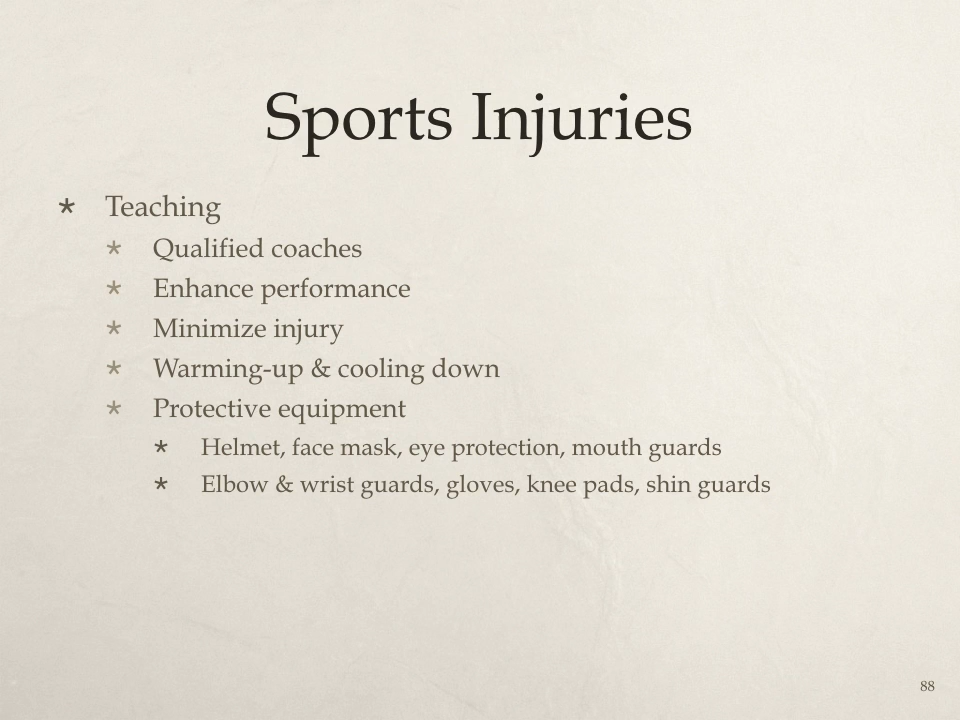 Sports Injuries
* Teaching
* Qualified coaches
* Enhance performance
* Minimize injury
* Warming-up & cooling down
* Protective equipment
* Helmet, face mask, eye protection, mouth guards
* Elbow & wrist guards, gloves, knee pads, shin guards
88